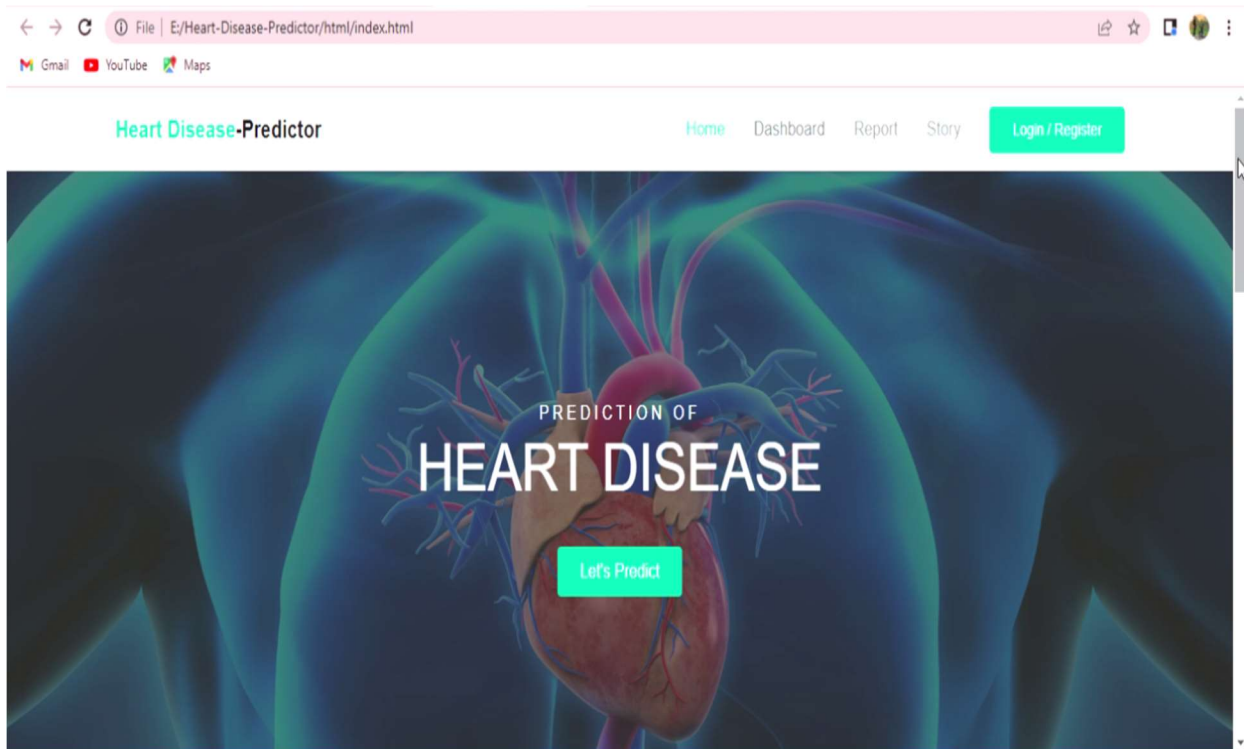 File | E:/Heart-Disease-Predictor/html/index.html
Gmail YouTube Maps
Heart Disease-Predictor Home Dashboard Report Story Login / Register
PREDICTION OF
HEART DISEASE
Let's Predict